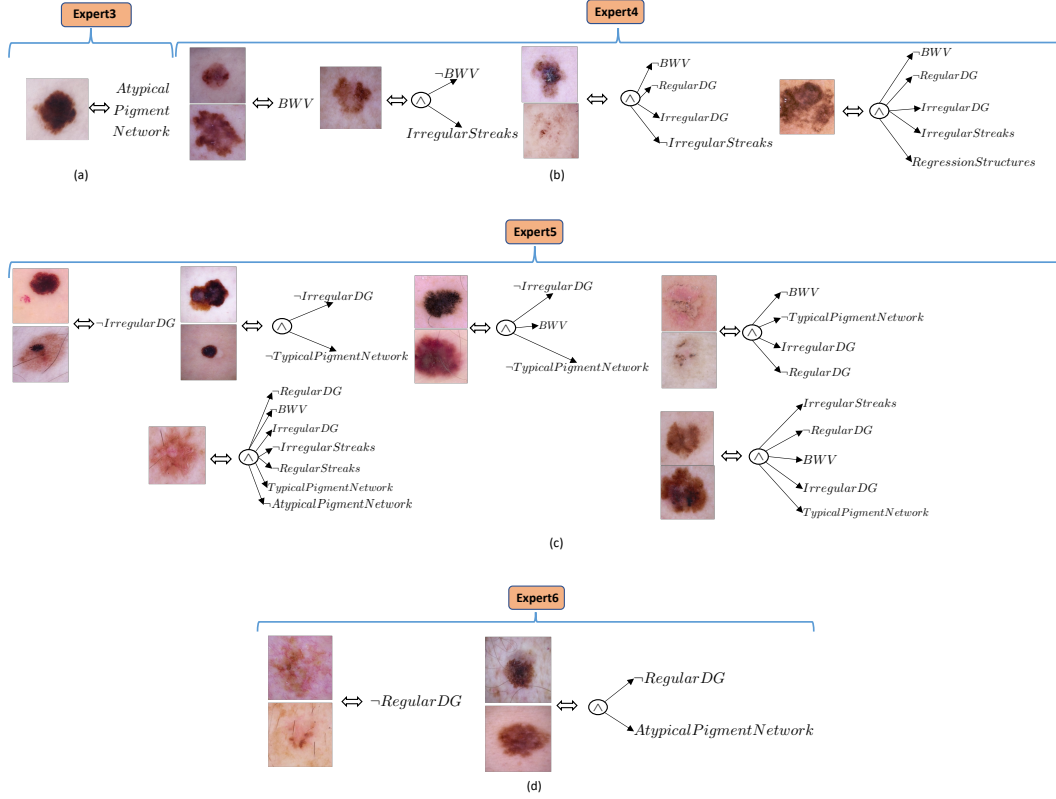 Expert3
Expert4
Atypical
Pigment
Network
BWV
¬BWV
∧
IrregularStreaks
¬BWV
¬RegularDG
∧
IrregularDG
¬IrregularStreaks
¬BWV
¬RegularDG
∧
IrregularDG
IrregularStreaks
RegressionStructures
(a)
(b)
Expert5
¬IrregularDG
¬IrregularDG
∧
¬TypicalPigmentNetwork
¬IrregularDG
∧
BWV
¬TypicalPigmentNetwork
¬BWV
¬TypicalPigmentNetwork
∧
IrregularDG
¬RegularDG
¬RegularDG
¬BWV
IrregularDG
∧
¬IrregularStreaks
¬RegularStreaks
TypicalPigmentNetwork
¬AtypicalPigmentNetwork
IrregularStreaks
¬RegularDG
∧
BWV
IrregularDG
TypicalPigmentNetwork
(c)
Expert6
¬RegularDG
¬RegularDG
∧
AtypicalPigmentNetwork
(d)